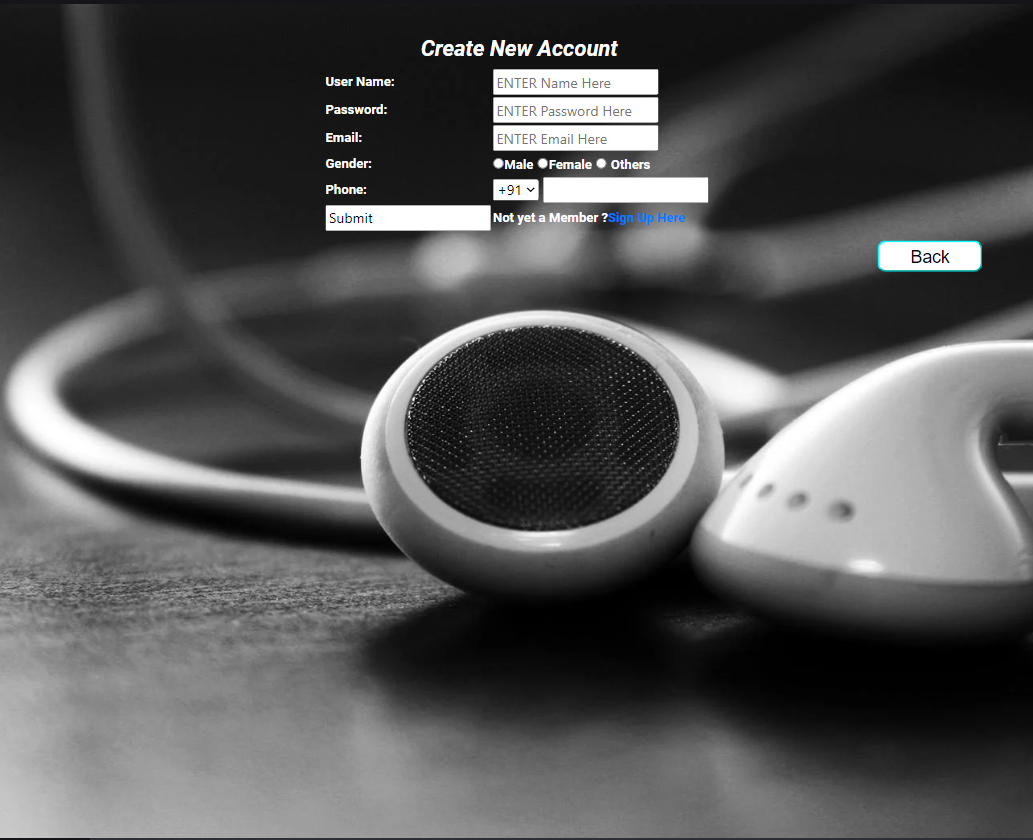 Create New Account
User Name: ENTER Name Here
Password: ENTER Password Here
Email: ENTER Email Here
Gender: Male Female Others
Phone: +91
Submit Not yet a Member ?Sign Up Here
Back